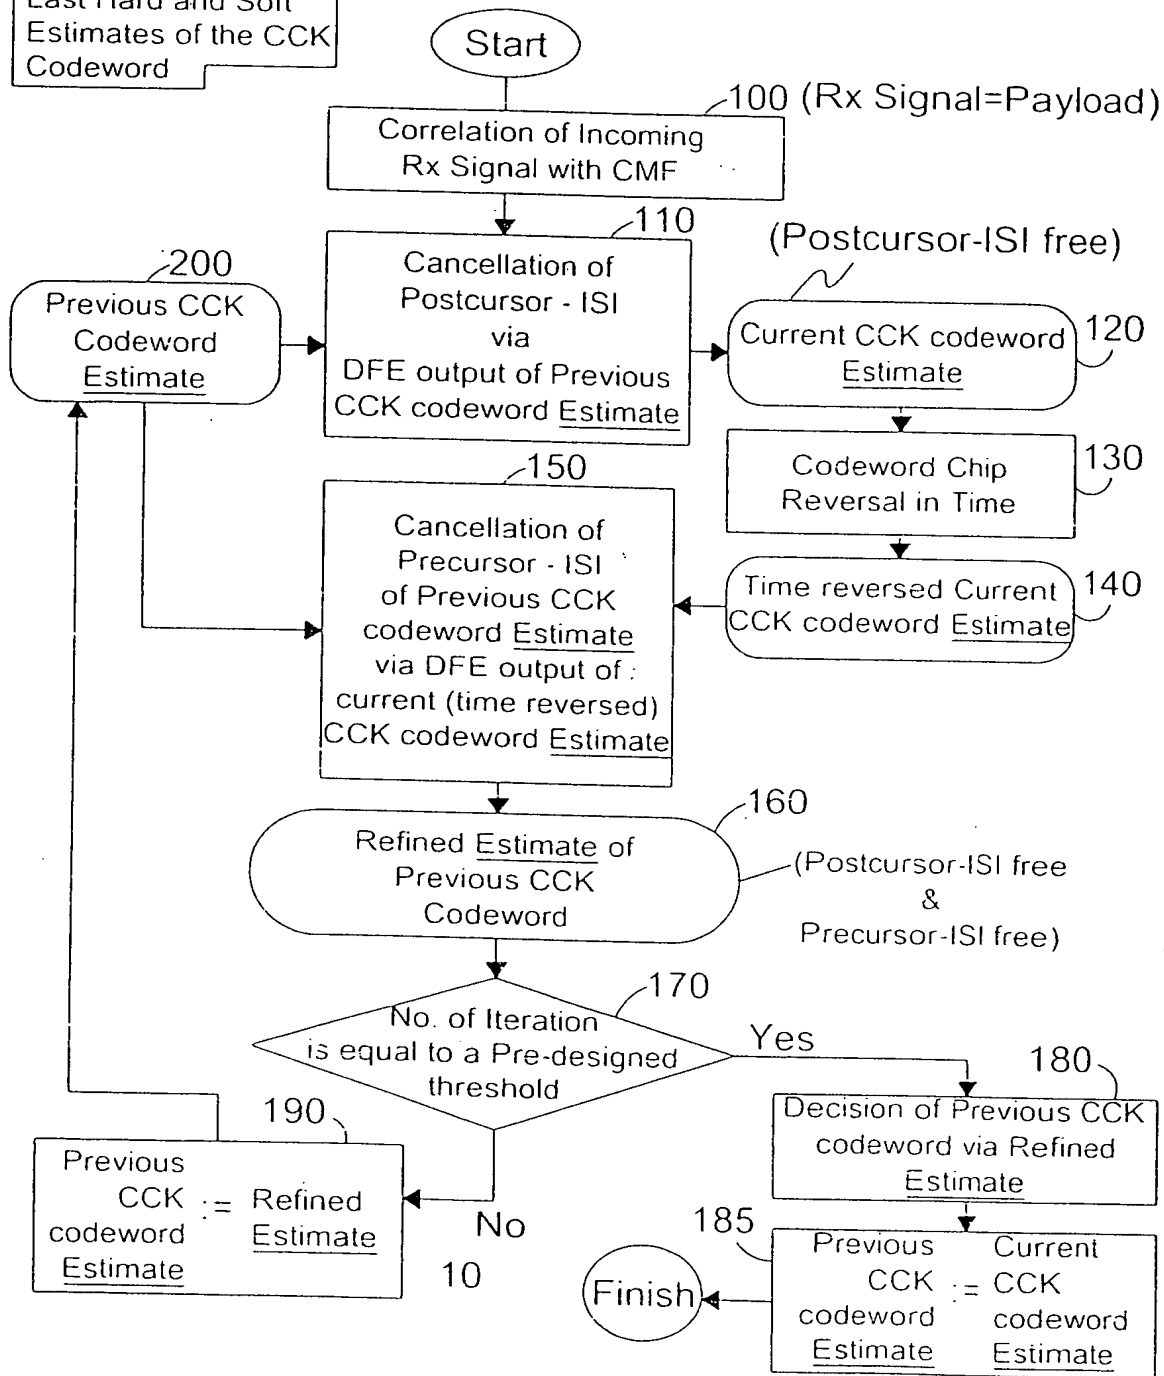 Last Hard and Soft
Estimates of the CCK
Codeword
Start
100 (Rx Signal=Payload)
Correlation of Incoming
Rx Signal with CMF
110
Cancellation of
Postcursor - ISI
via
DFE output of Previous
CCK codeword Estimate
200
Previous CCK
Codeword
Estimate
(Postcursor-ISI free)
Current CCK codeword
Estimate
120
Codeword Chip
Reversal in Time
130
Time reversed Current
CCK codeword Estimate
140
150
Cancellation of
Precursor - ISI
of Previous CCK
codeword Estimate
via DFE output of :
current (time reversed)
CCK codeword Estimate
160
Refined Estimate of
Previous CCK
Codeword
(Postcursor-ISI free
&
Precursor-ISI free)
170
No. of Iteration
is equal to a Pre-designed
threshold
Yes
No
180
Decision of Previous CCK
codeword via Refined
Estimate
190
Previous
CCK
codeword
Estimate
:=
Refined
Estimate
10
185
Previous
CCK
codeword
Estimate
:=
Current
CCK
codeword
Estimate
Finish